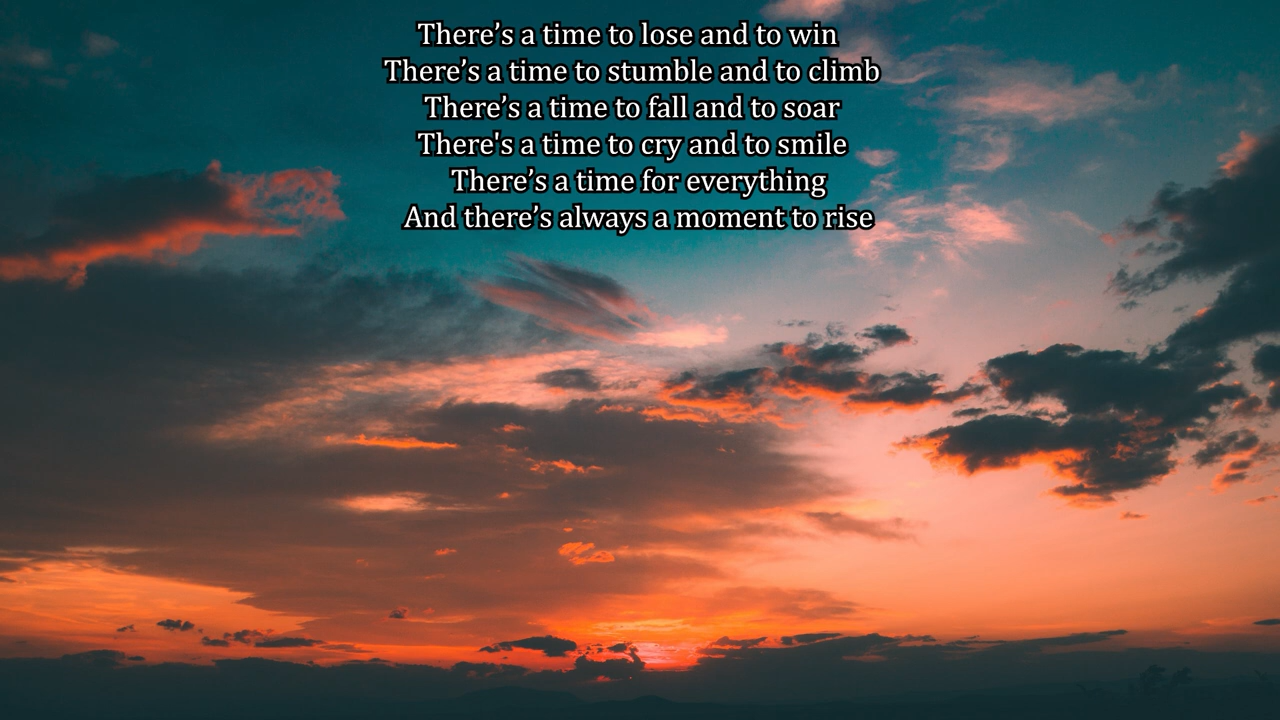 There’s a time to lose and to win
There’s a time to stumble and to climb
There’s a time to fall and to soar
There's a time to cry and to smile
There’s a time for everything
And there’s always a moment to rise